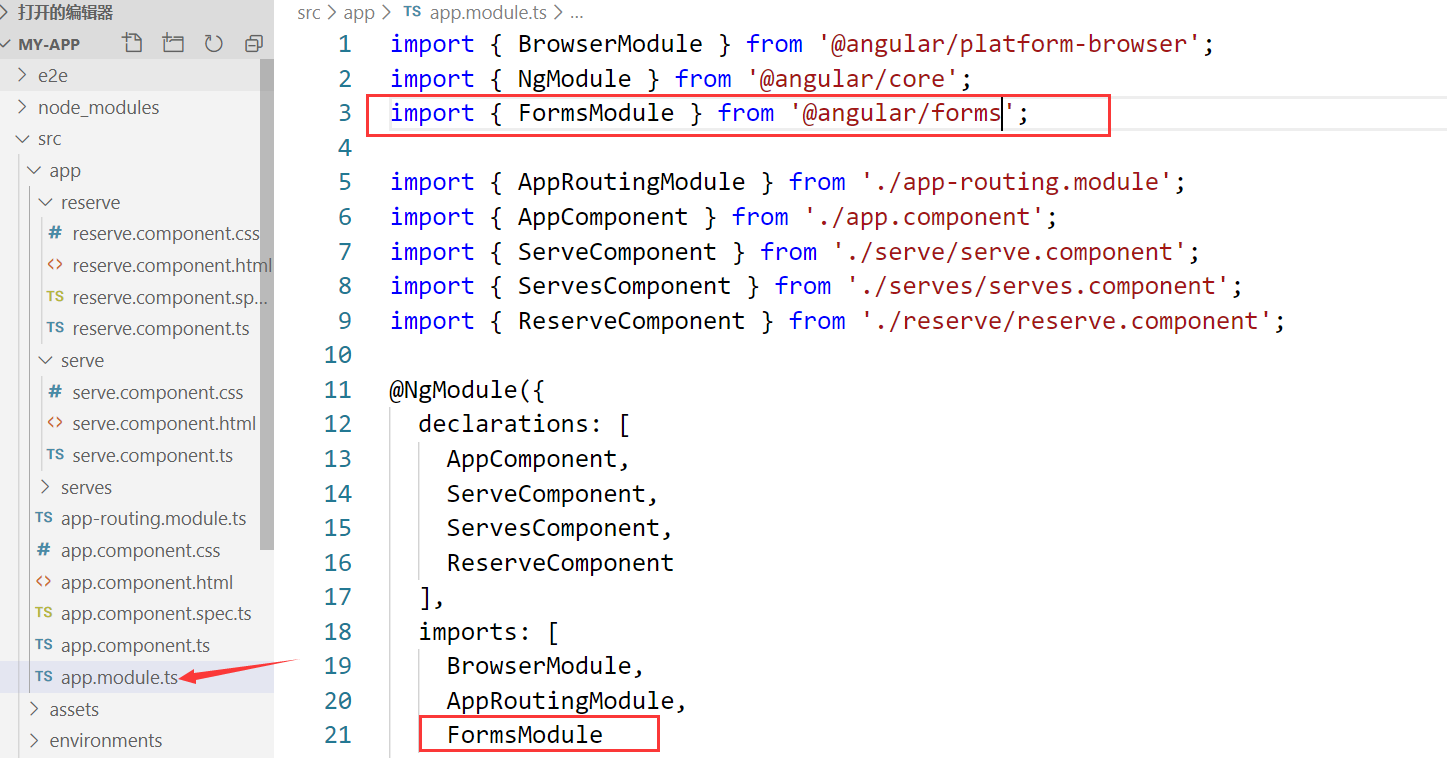 打开的编辑器
MY-APP
e2e
node_modules
src
app
reserve
# reserve.component.css
<> reserve.component.html
TS reserve.component.sp...
TS reserve.component.ts
serve
# serve.component.css
<> serve.component.html
TS serve.component.ts
serves
TS app-routing.module.ts
# app.component.css
<> app.component.html
TS app.component.spec.ts
TS app.component.ts
TS app.module.ts
assets
environments
src > app > TS app.module.ts > ...
1 import { BrowserModule } from '@angular/platform-browser';
2 import { NgModule } from '@angular/core';
3 import { FormsModule } from '@angular/forms';
4
5 import { AppRoutingModule } from './app-routing.module';
6 import { AppComponent } from './app.component';
7 import { ServeComponent } from './serve/serve.component';
8 import { ServesComponent } from './serves/serves.component';
9 import { ReserveComponent } from './reserve/reserve.component';
10
11 @NgModule({
12 declarations: [
13 AppComponent,
14 ServeComponent,
15 ServesComponent,
16 ReserveComponent
17 ],
18 imports: [
19 BrowserModule,
20 AppRoutingModule,
21 FormsModule